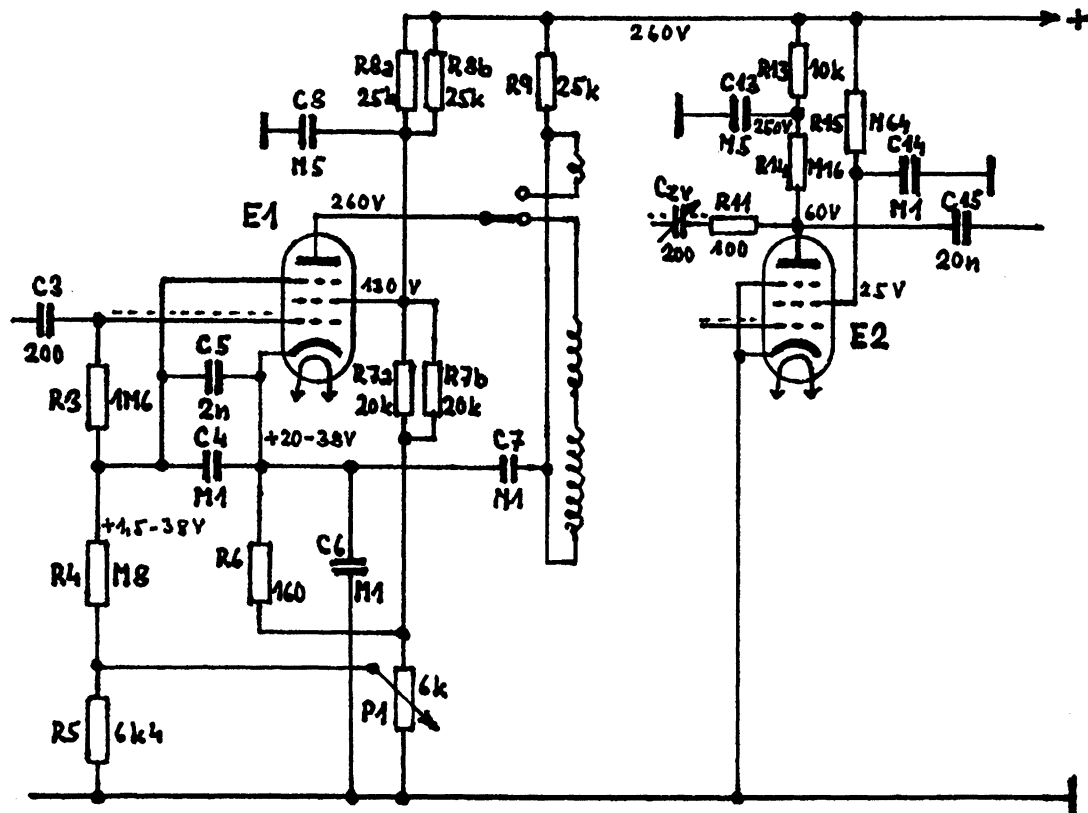 +
260V
R8a
25k
R8b
25k
R9
25k
R13
10k
C8
M5
C13
M5
250V
R15
M64
R14
M16
C14
M1
E1
260V
C2V
200
R11
100
60V
C15
20n
C3
200
130V
25V
E2
R3
1M6
C5
2n
R7a
20k
R7b
20k
C4
M1
+20-38V
C7
M1
+1,5-38V
R4
M8
R6
160
C6
M1
P1
6k
R5
6k4